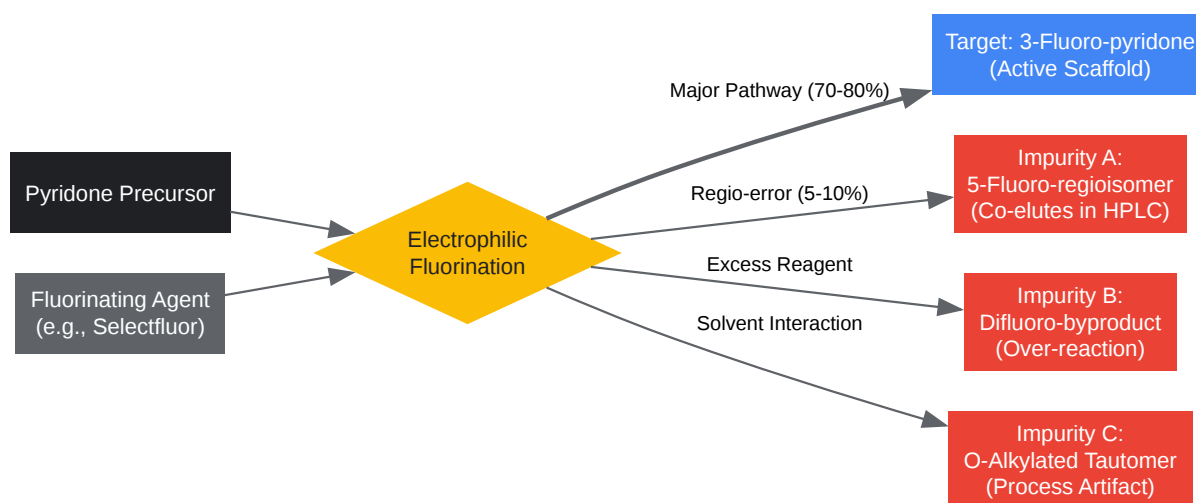 Pyridone Precursor
Fluorinating Agent
(e.g., Selectfluor)
Electrophilic
Fluorination
Major Pathway (70-80%)
Regio-error (5-10%)
Excess Reagent
Solvent Interaction
Target: 3-Fluoro-pyridone
(Active Scaffold)
Impurity A:
5-Fluoro-regioisomer
(Co-elutes in HPLC)
Impurity B:
Difluoro-byproduct
(Over-reaction)
Impurity C:
O-Alkylated Tautomer
(Process Artifact)